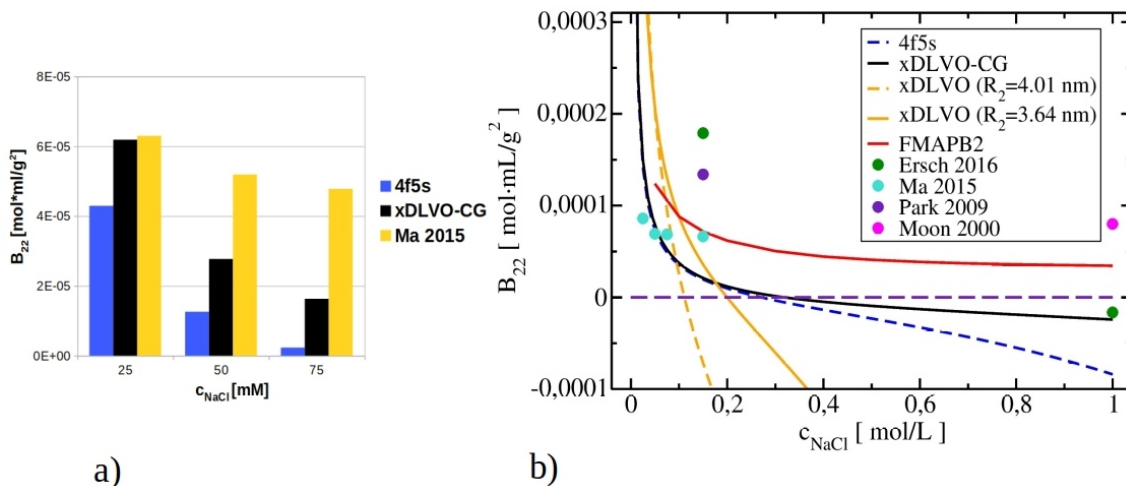 8E-05
6E-05
4E-05
2E-05
0E+00
B22 [mol*ml/g²]
25
50
75
cNaCl [mM]
4f5s
xDLVO-CG
Ma 2015
a)
0,0003
0,0002
0,0001
0
-0,0001
B22 [ mol·mL/g2 ]
0
0,2
0,4
0,6
0,8
1
cNaCl [ mol/L ]
4f5s
xDLVO-CG
xDLVO (R2=4.01 nm)
xDLVO (R2=3.64 nm)
FMAPB2
Ersch 2016
Ma 2015
Park 2009
Moon 2000
b)